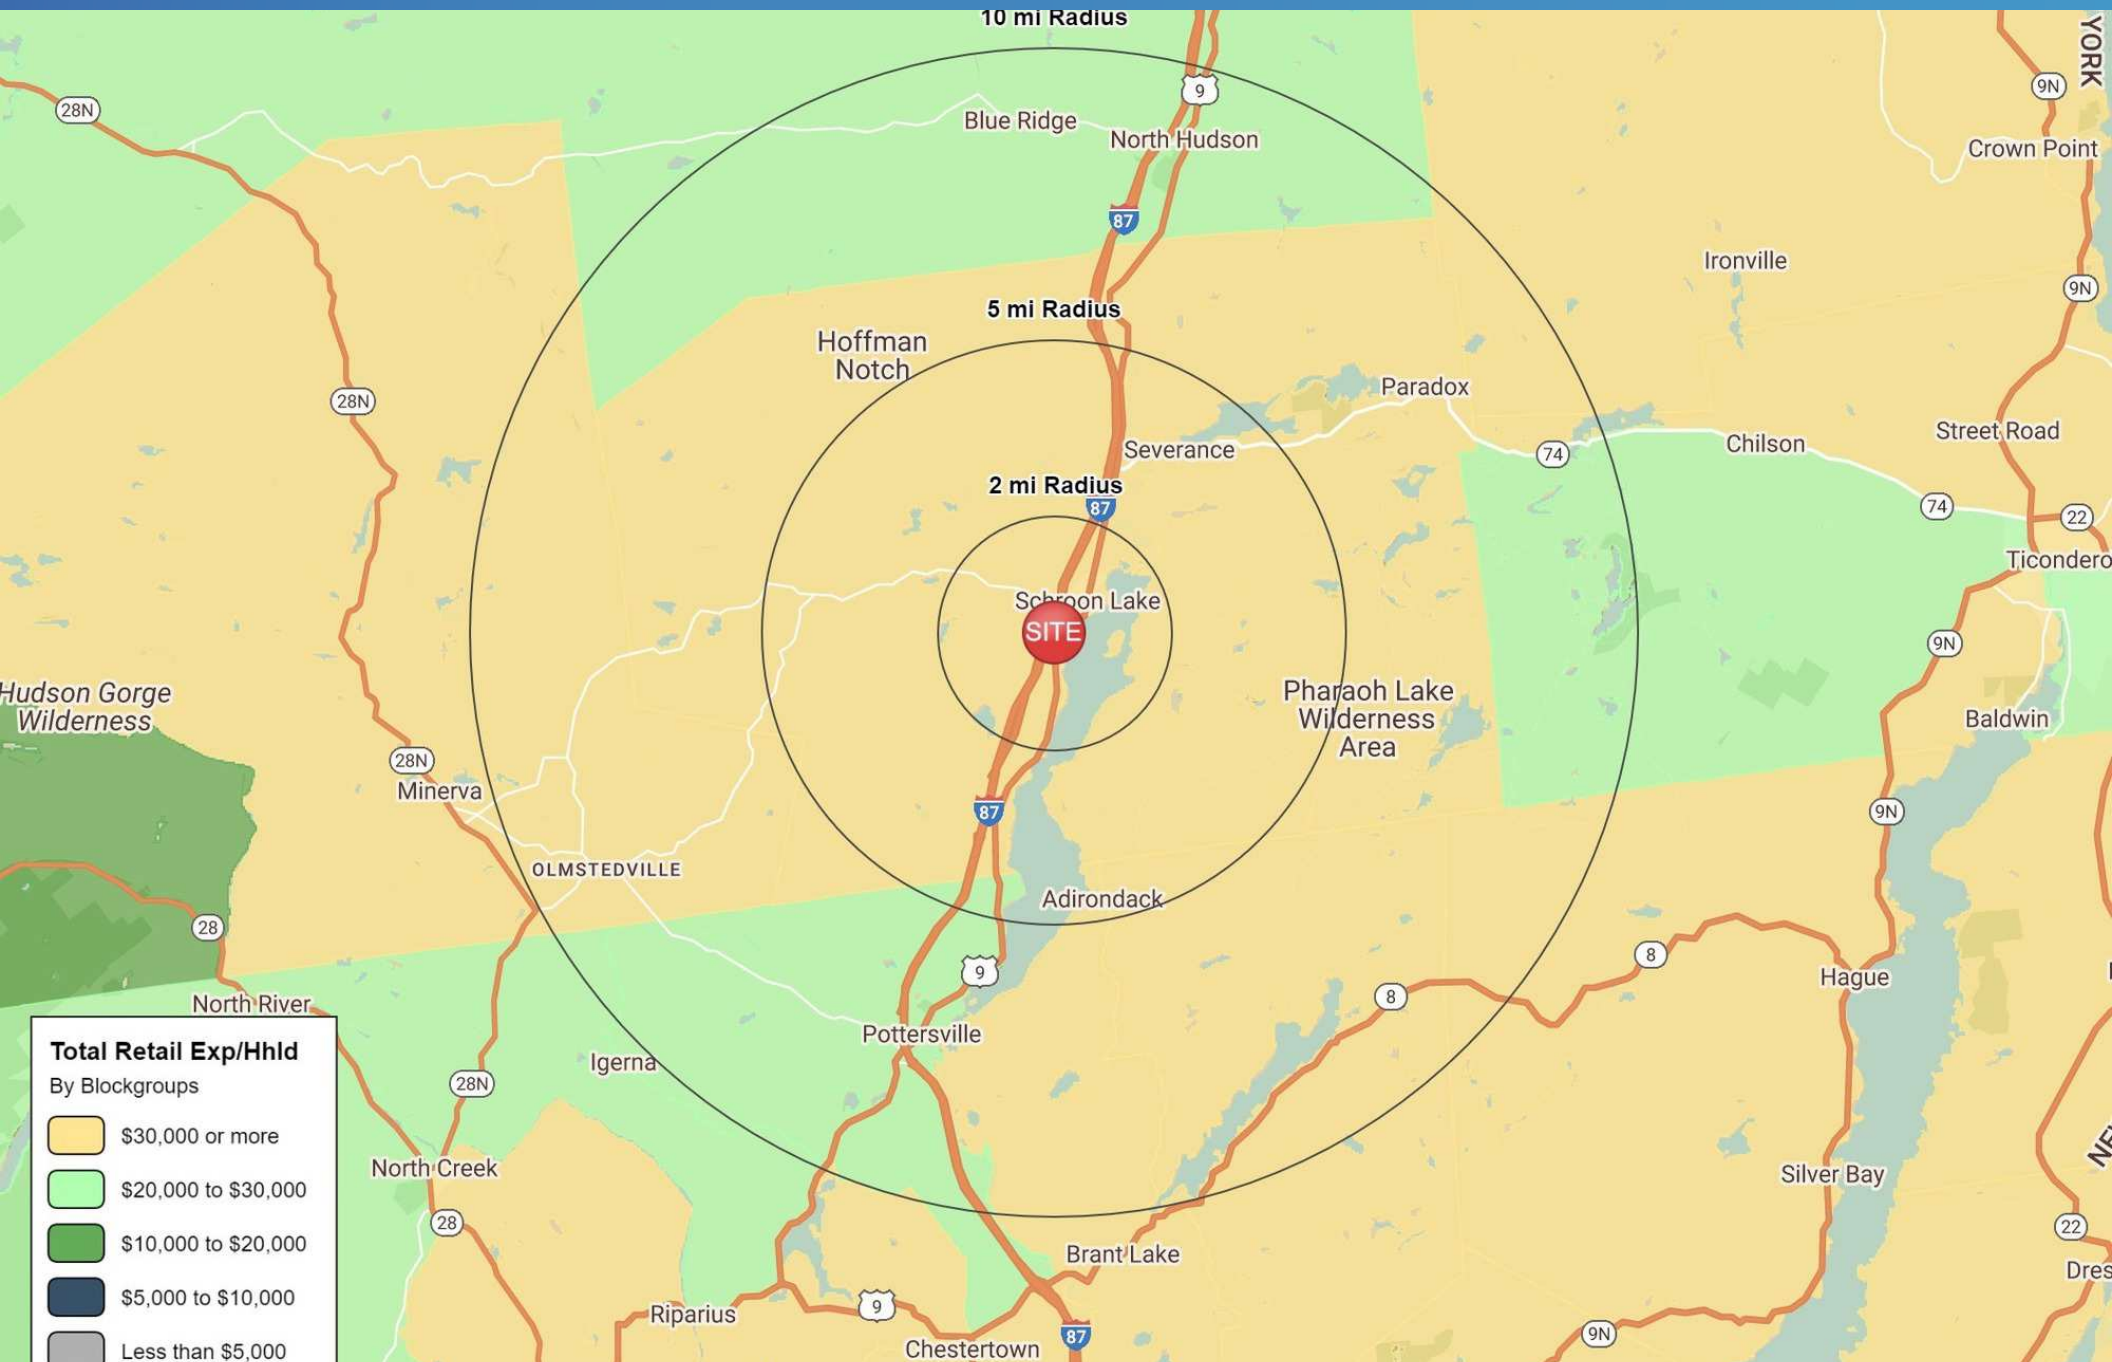 10 mi Radius
YORK
9
9N
28N
Blue Ridge
North Hudson
Crown Point
87
Ironville
9N
5 mi Radius
Hoffman
Notch
Paradox
28N
Street Road
Severance
74
Chilson
2 mi Radius
87
74
22
Ticondero
Schroon Lake
SITE
9N
Hudson Gorge
Wilderness
Pharaoh Lake
Wilderness
Area
Baldwin
28N
Minerva
87
9N
OLMSTEDVILLE
Adirondack
28
8
9
Hague
8
North River
Pottersville
Igerna
28N
North Creek
Silver Bay
28
22
Brant Lake
Dres
Riparius
9
87
9N
Chestertown
Total Retail Exp/Hhld
By Blockgroups
$30,000 or more
$20,000 to $30,000
$10,000 to $20,000
$5,000 to $10,000
Less than $5,000